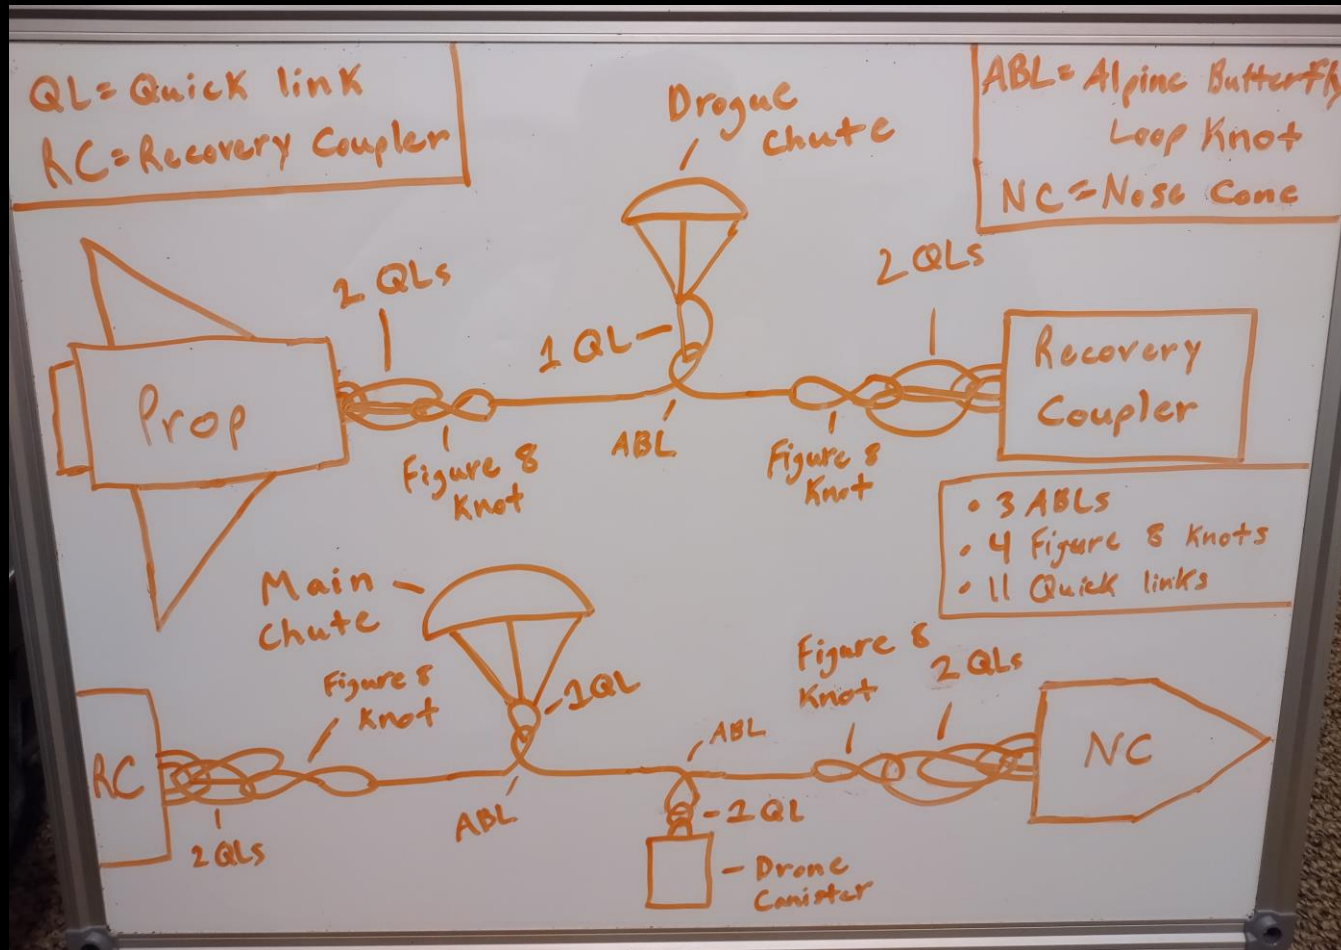 QL= Quick link
RC= Recovery Coupler
ABL= Alpine Butterfly
Loop Knot
NC= Nose Cone
Drogue
Chute
2 QLs
1 QL
2 QLs
Prop
Figure 8
Knot
ABL
Figure 8
Knot
Recovery
Coupler
• 3 ABLs
• 4 Figure 8 Knots
• 11 Quick links
Main
Chute
Figure 8
Knot
1 QL
Figure 8
Knot
2 QLs
RC
2 QLs
ABL
ABL
1 QL
Drone
Canister
NC